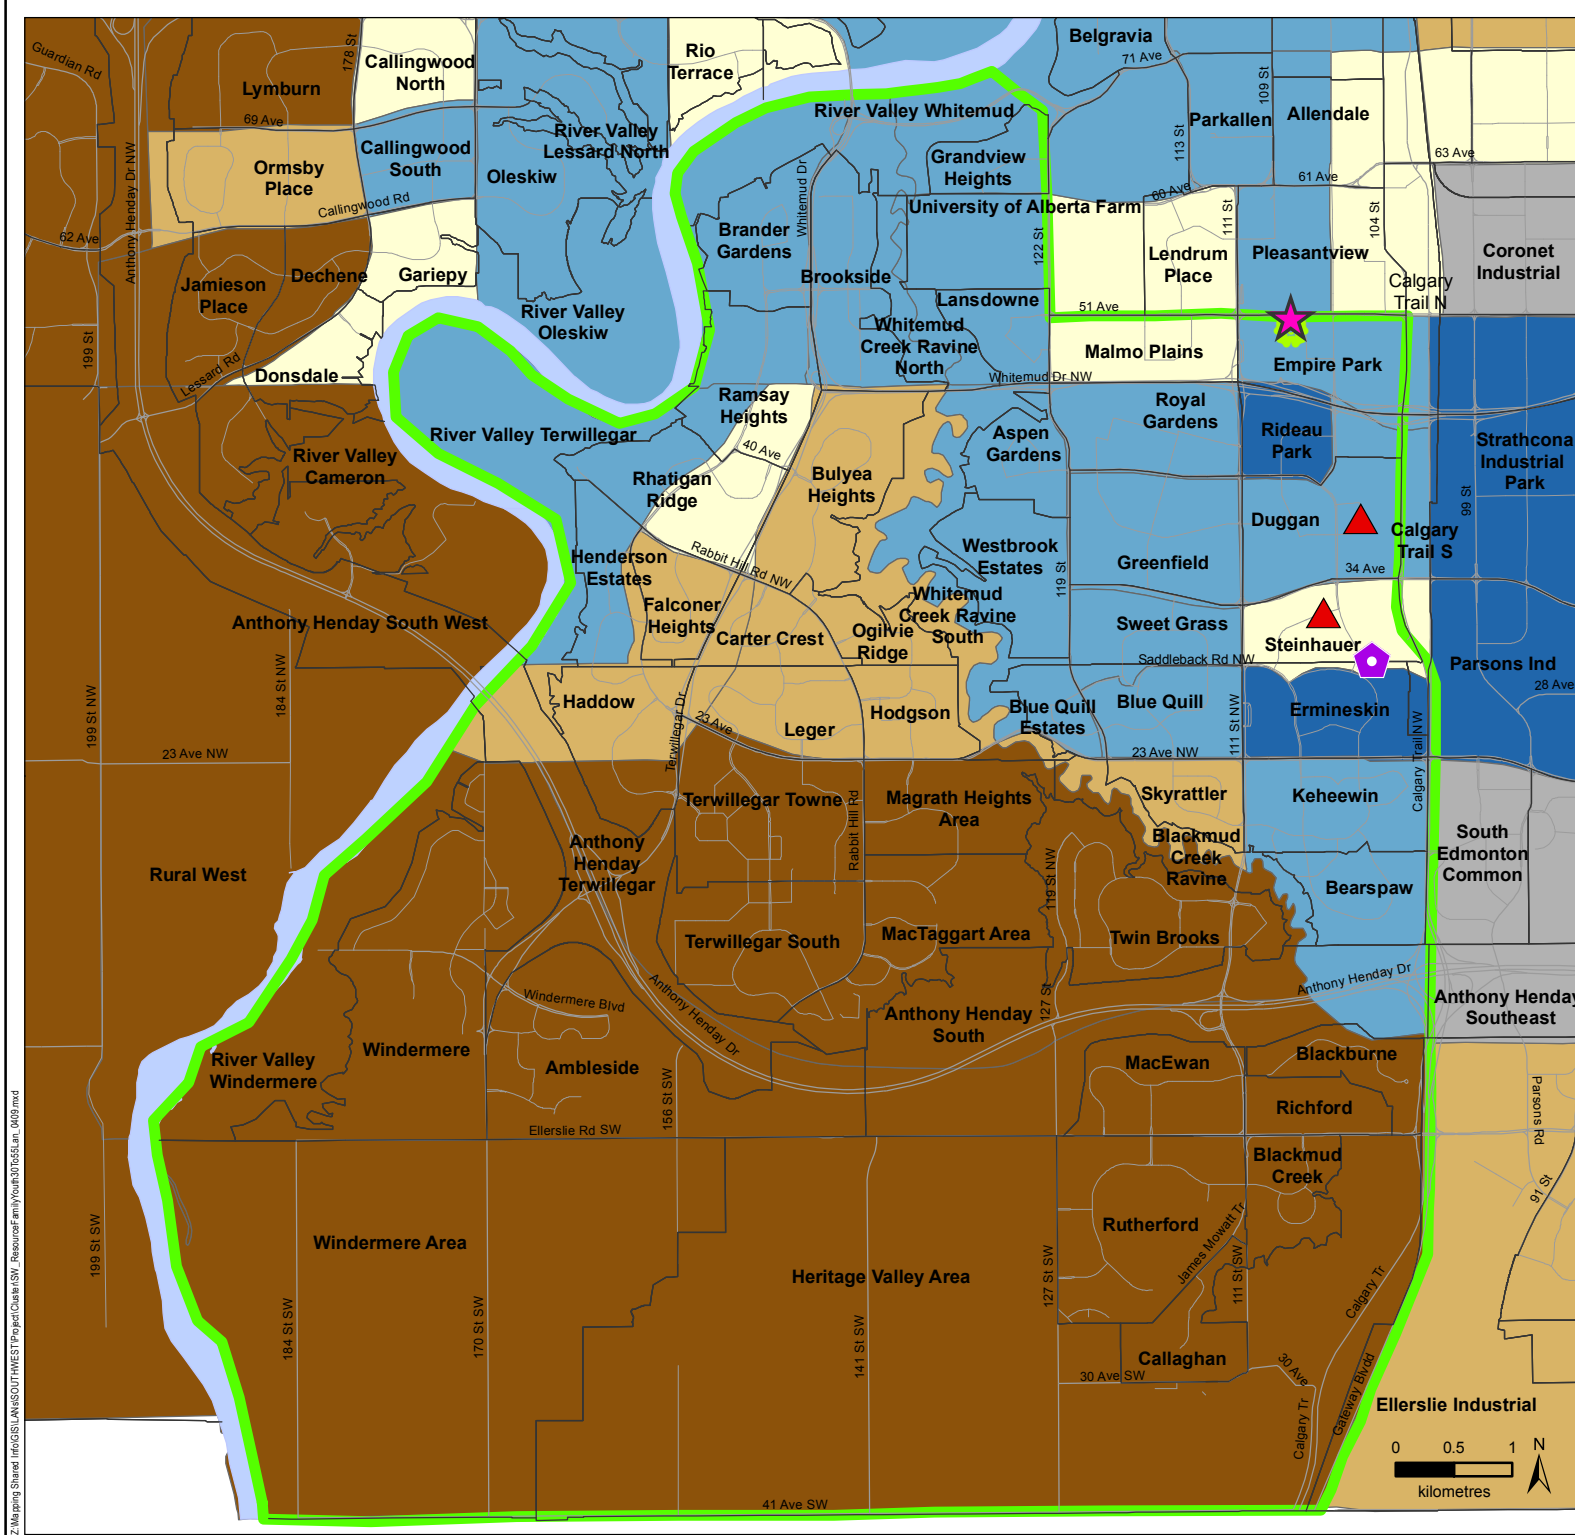 Guardian Rd
178 St
Callingwood
North
Rio
Terrace
Belgravia
71 Ave
Lymburn
69 Ave
River Valley Whitemud
109 St
Allendale
Parkallen
113 St
River Valley
Lessard North
Callingwood
South
Oleskiw
Ormsby
Place
Callingwood Rd
Grandview
Heights
63 Ave
61 Ave
60 Ave
Anthony Henday Dr NW
62 Ave
Whitemud Dr
University of Alberta Farm
122 St
111 St
104 St
Brander
Gardens
Brookside
Lendrum
Place
Pleasantview
Coronet
Industrial
Jamieson
Place
Dechene
Gariepy
Calgary
Trail N
River Valley
Oleskiw
Lansdowne
51 Ave
Whitemud
Creek Ravine
North
Malmo Plains
Empire Park
199 St
Lessard Rd
Donsdale
Whitemud Dr NW
Ramsay
Heights
Royal
Gardens
River Valley Terwillegar
40 Ave
Aspen
Gardens
Rideau
Park
Strathcona
Industrial
Park
River Valley
Cameron
Rhatigan
Ridge
Bulyea
Heights
99 St
Duggan
Calgary
Trail S
Henderson
Estates
Rabbit Hill Rd NW
Westbrook
Estates
119 St
Greenfield
34 Ave
Falconer
Heights
Whitemud
Creek Ravine
South
Anthony Henday South West
Carter Crest
Ogilvie
Ridge
Sweet Grass
Steinhauer
Saddleback Rd NW
Parsons Ind
28 Ave
184 St NW
199 St NW
Haddow
Terwillegar Dr
23 Ave
Leger
Hodgson
Blue Quill
Estates
Blue Quill
111 St NW
Ermineskin
Calgary Trail NW
23 Ave NW
23 Ave NW
Terwillegar Towne
Rabbit Hill Rd
Magrath Heights
Area
Skyrattler
Keheewin
Blackmud
Creek
Ravine
South
Edmonton
Common
Anthony
Henday
Terwillegar
Rural West
119 St NW
Bearspaw
Terwillegar South
MacTaggart Area
Twin Brooks
Anthony Henday Dr
Windermere Blvd
Anthony Henday Dr
127 St
Anthony Henday
South
Anthony Henday
Southeast
River Valley
Windermere
Windermere
Ambleside
MacEwan
Blackburne
156 St SW
Richford
Parsons Rd
Ellerslie Rd SW
Blackmud
Creek
91 St
199 St SW
Windermere Area
Rutherford
James Mowatt Tr
Heritage Valley Area
127 St SW
111 St SW
Calgary Tr
184 St SW
170 St SW
141 St SW
Callaghan
30 Ave SW
30 Ave
Calgary Tr
Gateway Blvdd
Ellerslie Industrial
0 0.5 1
kilometres
N
41 Ave SW